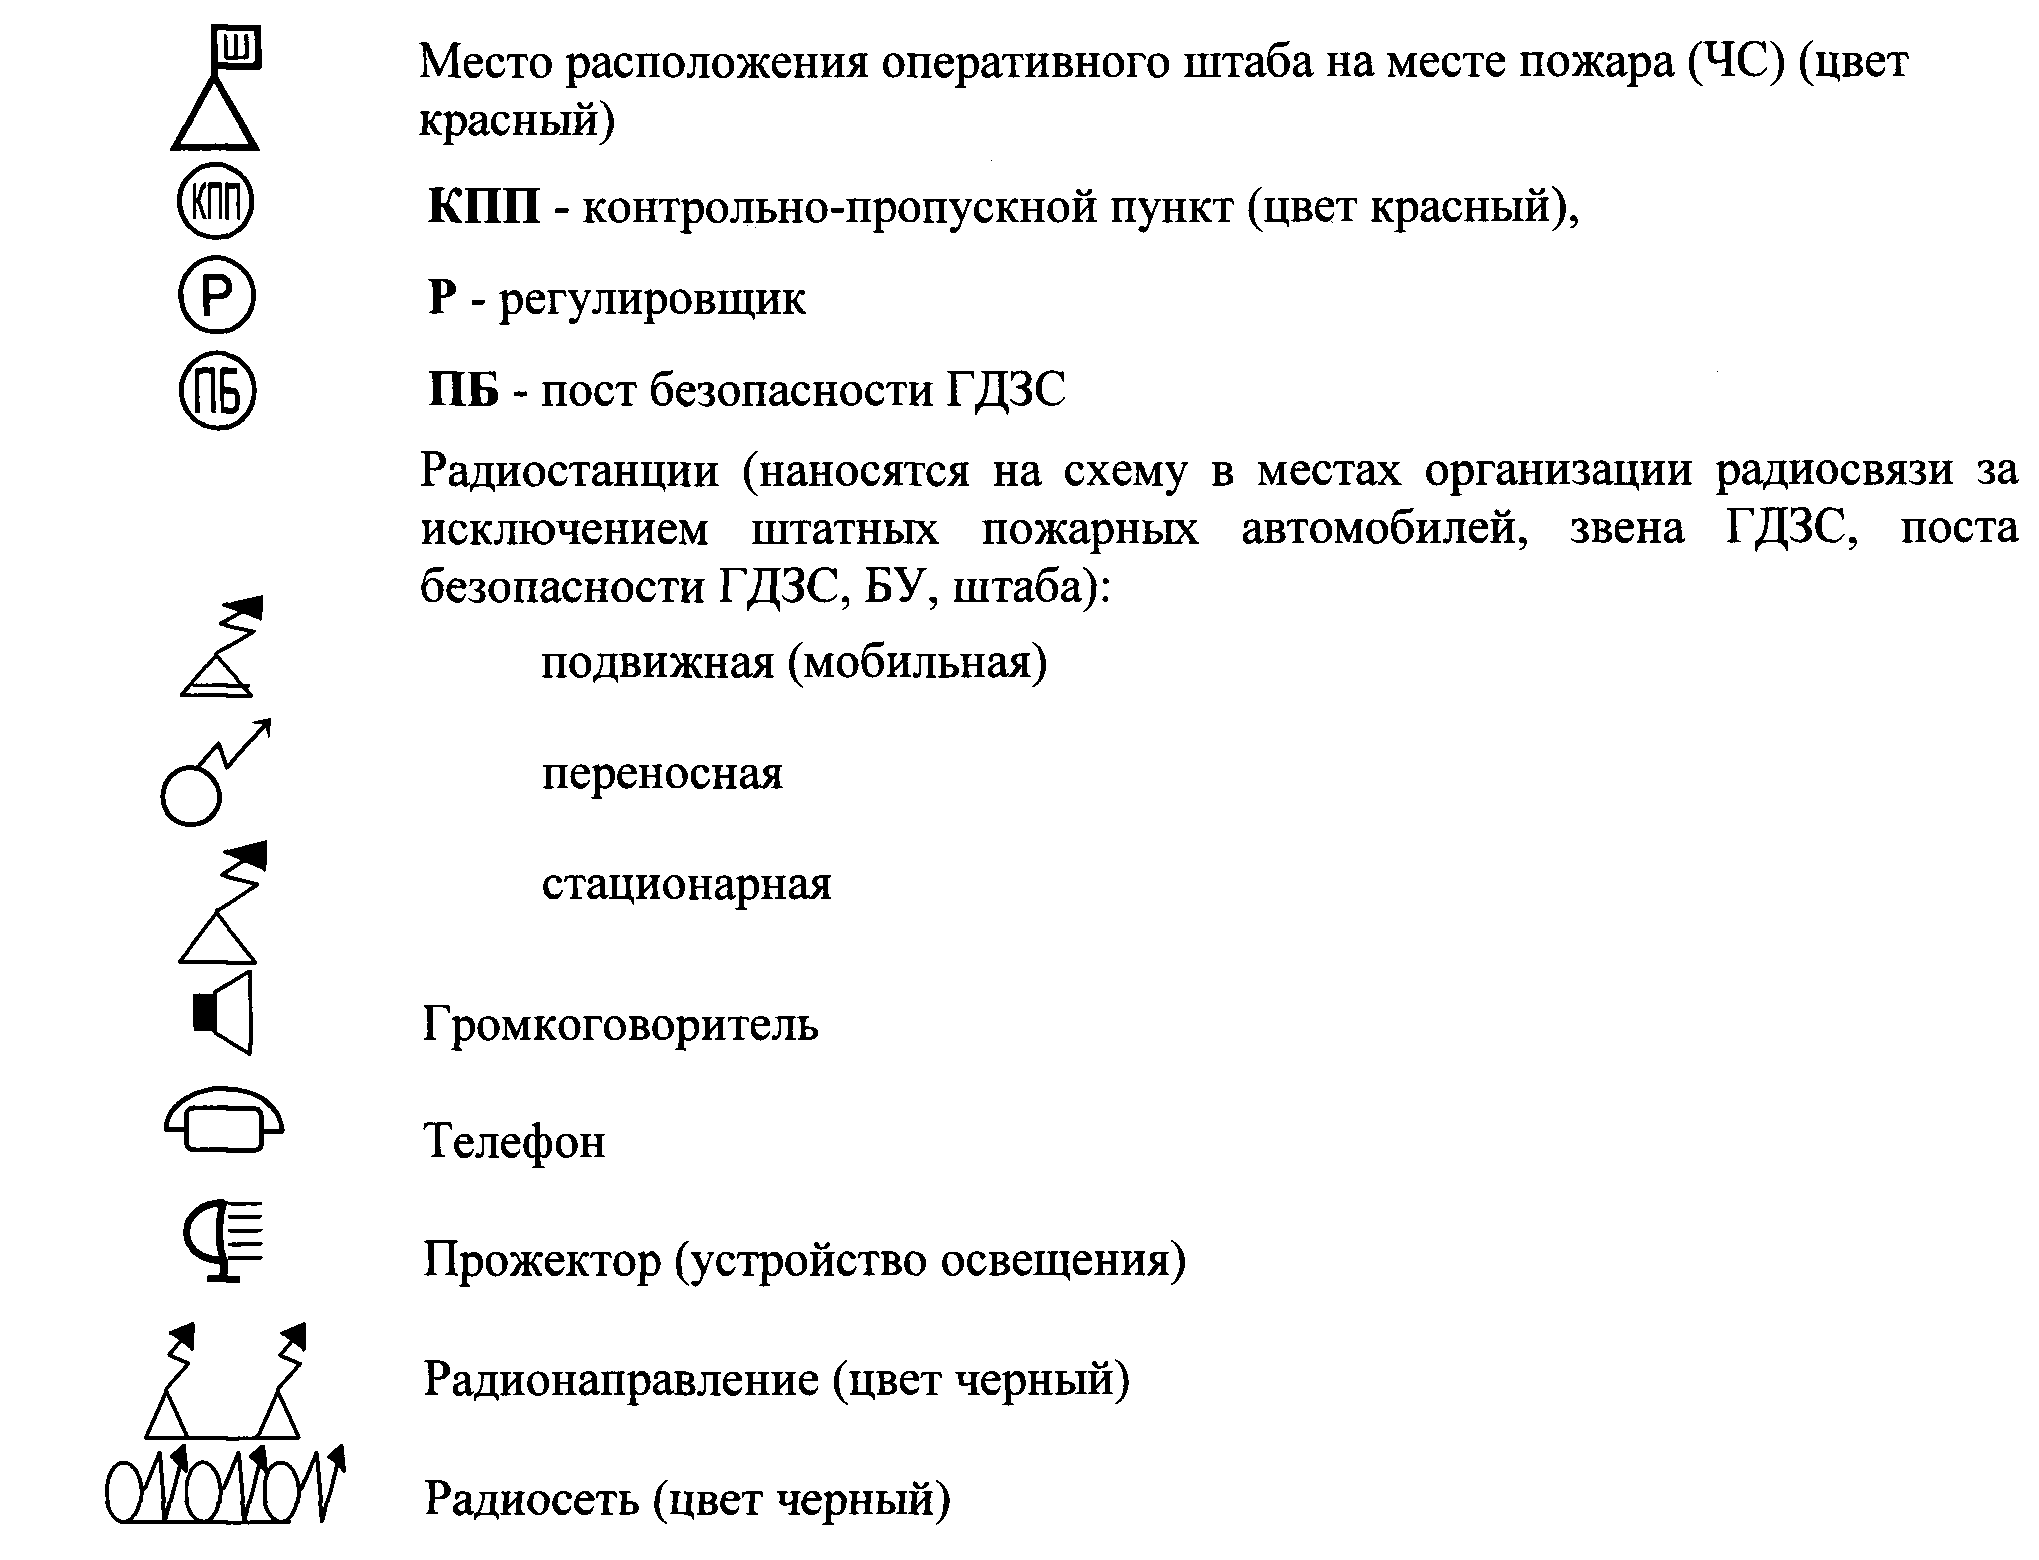 Ш
Место расположения оперативного штаба на месте пожара (ЧС) (цвет
красный)
КПП
КПП - контрольно-пропускной пункт (цвет красный),
Р
Р - регулировщик
ПБ
ПБ - пост безопасности ГДЗС
Радиостанции (наносятся на схему в местах организации радиосвязи за
исключением штатных пожарных автомобилей, звена ГДЗС, поста
безопасности ГДЗС, БУ, штаба):
подвижная (мобильная)
переносная
стационарная
Громкоговоритель
Телефон
Прожектор (устройство освещения)
Радионаправление (цвет черный)
Радиосеть (цвет черный)